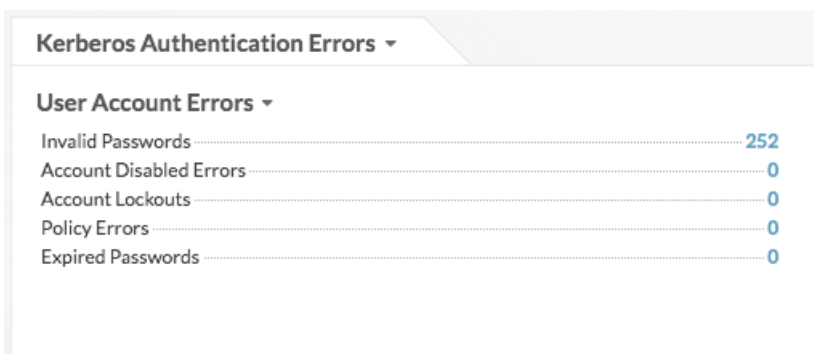 Kerberos Authentication Errors
User Account Errors
Invalid Passwords 252
Account Disabled Errors 0
Account Lockouts 0
Policy Errors 0
Expired Passwords 0